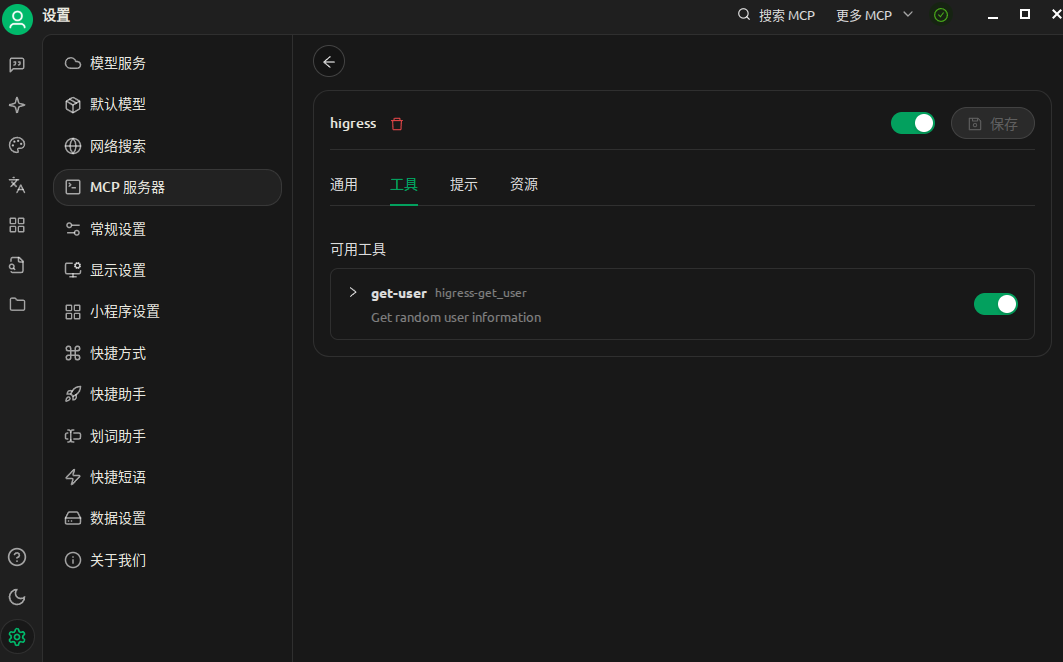 设置
搜索 MCP
更多 MCP
模型服务
默认模型
网络搜索
MCP 服务器
常规设置
显示设置
小程序设置
快捷方式
快捷助手
划词助手
快捷短语
数据设置
关于我们
higress
保存
通用
工具
提示
资源
可用工具
get-user higress-get_user
Get random user information